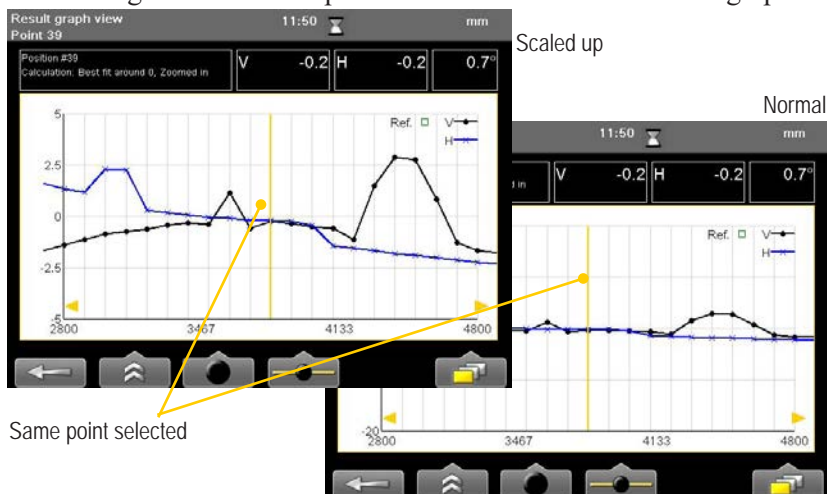 Result graph view 11:50 mm
Point 39
Position #39
Calculation: Best fit around 0, Zoomed in
V -0.2 H -0.2 0.7°
Scaled up
5
Ref. V
H
2.5
0
-2.5
-5
2800 3467 4133 4800
Same point selected
Normal
11:50 mm
d in
V -0.2 H -0.2 0.7°
Ref. V
H
-20
2800 3467 4133 4800